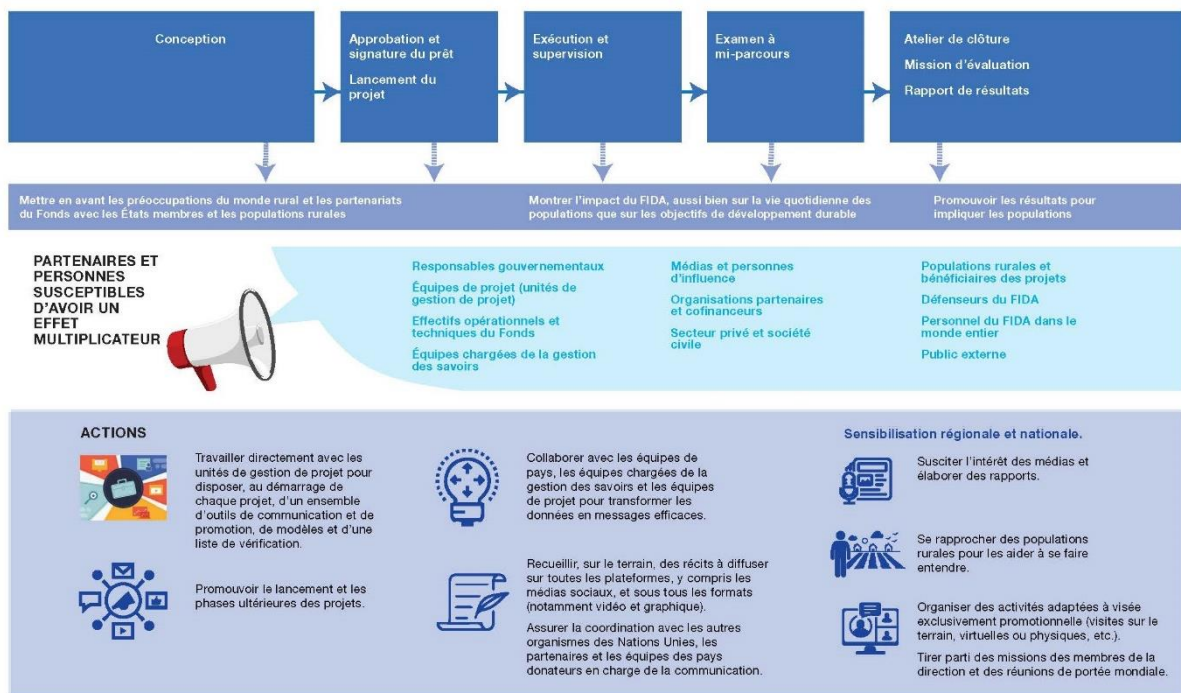 Conception
Approbation et
signature du prêt
Lancement du
projet
Exécution et
supervision
Examen à
mi-parcours
Atelier de clôture
Mission d'évaluation
Rapport de résultats
Mettre en avant les préoccupations du monde rural et les partenariats
du Fonds avec les États membres et les populations rurales
Montrer l'impact du FIDA, aussi bien sur la vie quotidienne des
populations que sur les objectifs de développement durable
Promouvoir les résultats pour
impliquer les populations
PARTENAIRES ET
PERSONNES
SUSCEPTIBLES
D'AVOIR UN
EFFET
MULTIPLICATEUR
Responsables gouvernementaux
Équipes de projet (unités de
gestion de projet)
Effectifs opérationnels et
techniques du Fonds
Équipes chargées de la gestion
des savoirs
Médias et personnes
d'influence
Organisations partenaires
et cofinanceurs
Secteur privé et société
civile
Populations rurales et
bénéficiaires des projets
Défenseurs du FIDA
Personnel du FIDA dans le
monde entier
Public externe
ACTIONS
Travailler directement avec les
unités de gestion de projet pour
disposer, au démarrage de
chaque projet, d'un ensemble
d'outils de communication et de
promotion, de modèles et d'une
liste de vérification.
Promouvoir le lancement et les
phases ultérieures des projets.
Collaborer avec les équipes de
pays, les équipes chargées de la
gestion des savoirs et les équipes
de projet pour transformer les
données en messages efficaces.
Recueillir, sur le terrain, des récits à diffuser
sur toutes les plateformes, y compris les
médias sociaux, et sous tous les formats
(notamment vidéo et graphique).
Assurer la coordination avec les autres
organismes des Nations Unies, les
partenaires et les équipes des pays
donateurs en charge de la communication.
Sensibilisation régionale et nationale.
Susciter l'intérêt des médias et
élaborer des rapports.
Se rapprocher des populations
rurales pour les aider à se faire
entendre.
Organiser des activités adaptées à visée
exclusivement promotionnelle (visites sur le
terrain, virtuelles ou physiques, etc.).
Tirer parti des missions des membres de la
direction et des réunions de portée mondiale.